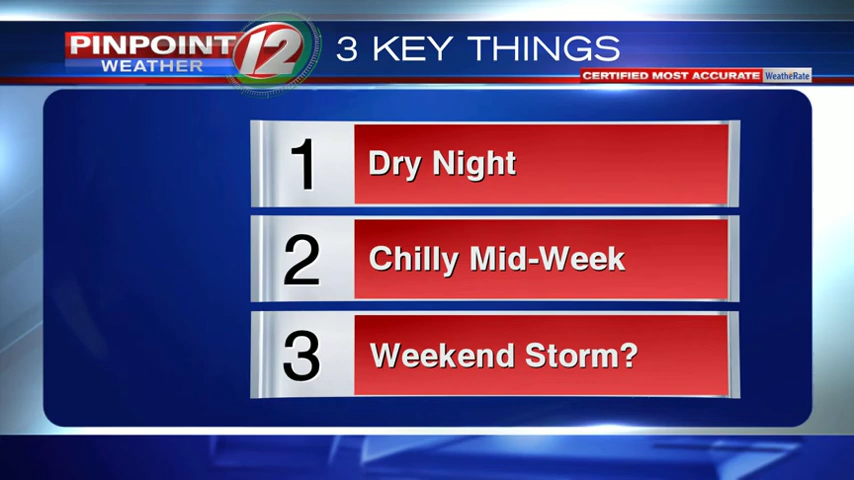 PINPOINT 12
WEATHER
3 KEY THINGS
CERTIFIED MOST ACCURATE WeatheRate
1 Dry Night
2 Chilly Mid-Week
3 Weekend Storm?